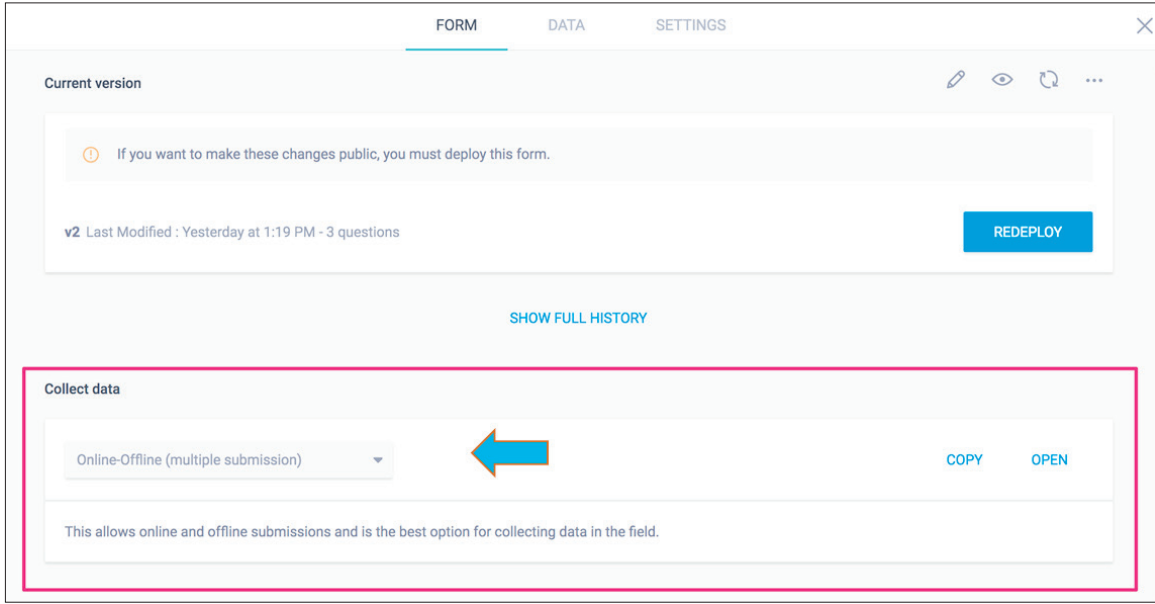 FORM DATA SETTINGS
Current version
If you want to make these changes public, you must deploy this form.
v2 Last Modified : Yesterday at 1:19 PM - 3 questions REDEPLOY
SHOW FULL HISTORY
Collect data
Online-Offline (multiple submission) COPY OPEN
This allows online and offline submissions and is the best option for collecting data in the field.